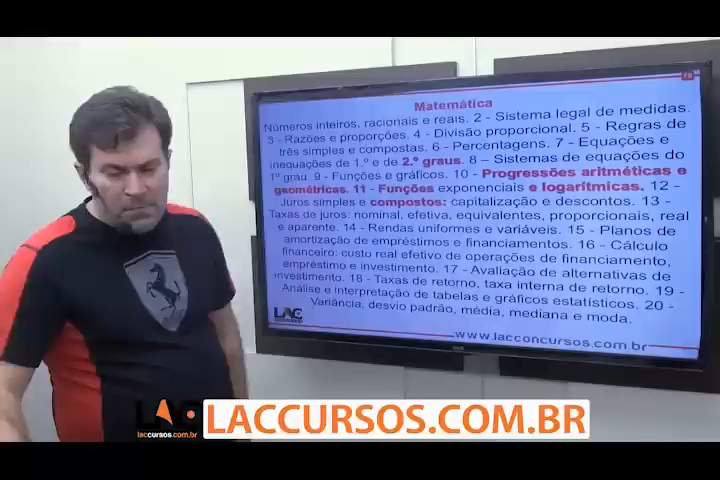 Matemática
Números inteiros, racionais e reais. 2 - Sistema legal de medidas.
3 - Razões e proporções. 4 - Divisão proporcional. 5 - Regras de
três simples e compostas. 6 - Percentagens. 7 - Equações e
inequações de 1.º e de 2.º graus. 8 – Sistemas de equações do
1º grau. 9 - Funções e gráficos. 10 - Progressões aritméticas e
geométricas. 11 - Funções exponenciais e logarítmicas. 12 -
Juros simples e compostos: capitalização e descontos. 13 -
Taxas de juros: nominal, efetiva, equivalentes, proporcionais, real
e aparente. 14 - Rendas uniformes e variáveis. 15 - Planos de
amortização de empréstimos e financiamentos. 16 - Cálculo
financeiro: custo real efetivo de operações de financiamento,
empréstimo e investimento. 17 - Avaliação de alternativas de
investimento. 18 - Taxas de retorno, taxa interna de retorno. 19 -
Análise e interpretação de tabelas e gráficos estatísticos. 20 -
Variância, desvio padrão, média, mediana e moda.
LAC
www.lacconcursos.com.br
LAC
laccursos.com.br
LACCURSOS.COM.BR